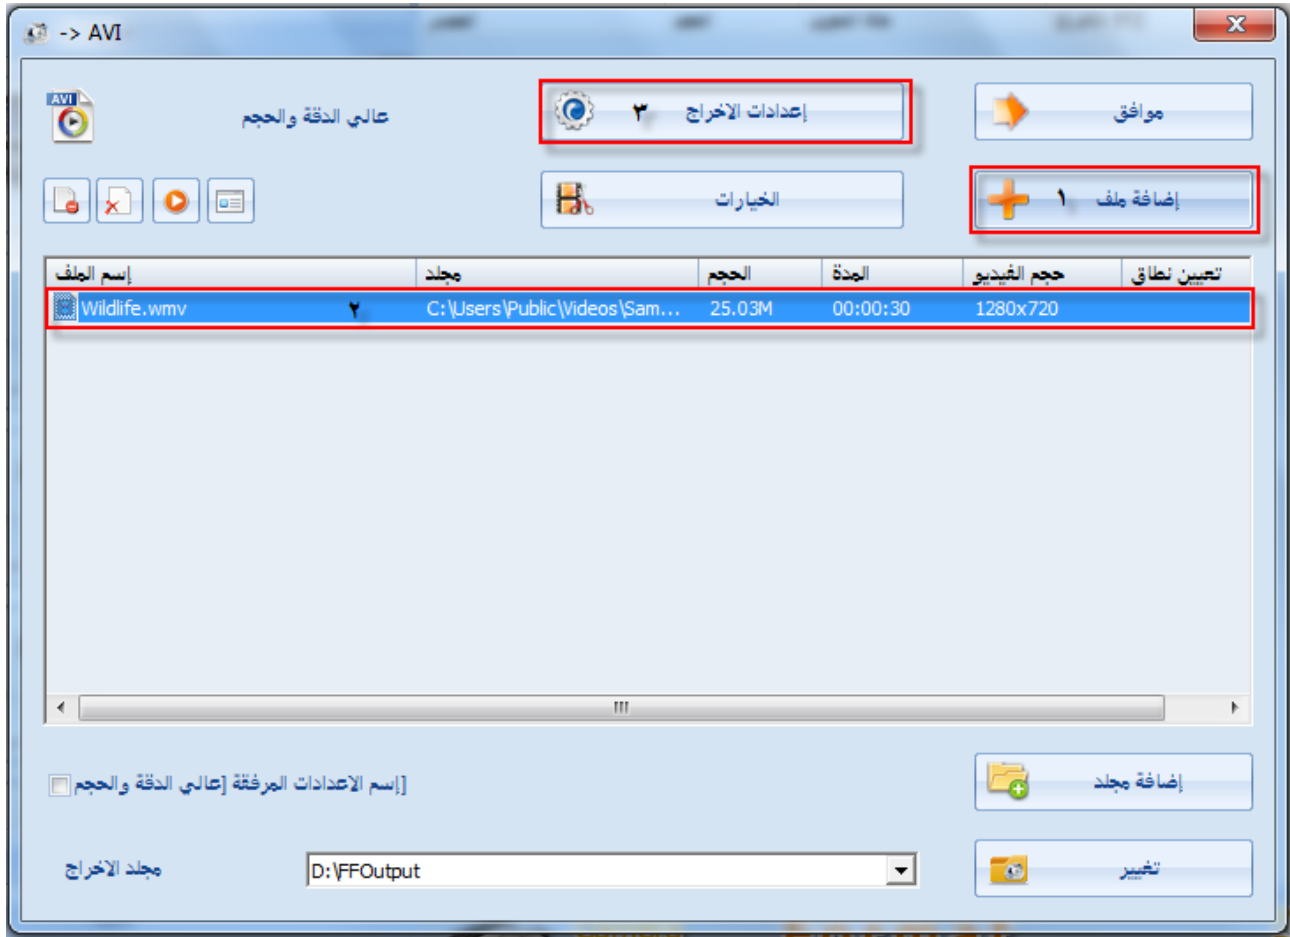 -> AVI
موافق
إعدادات الاخراج ٣
AVI
عالي الدقة والحجم
إضافة ملف ١
الخيارات
إسم الملف مجلد الحجم المدة حجم الفيديو تعيين نطاق
Wildlife.wmv ٢ C:\Users\Public\Videos\Sam... 25.03M 00:00:30 1280x720
إضافة مجلد
[إسم الاعدادات المرفقة [عالي الدقة والحجم
تغيير
D:\FFOutput
مجلد الاخراج